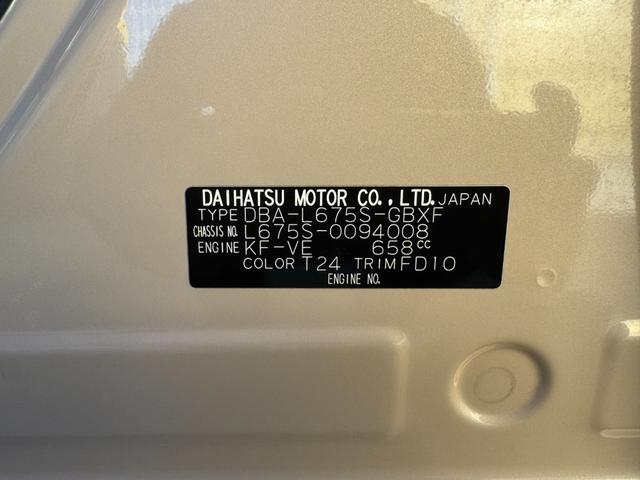 DAIHATSU MOTOR CO., LTD. JAPAN
TYPE DBA-L675S-GBXF
CHASSIS NO. L675S-0094008
ENGINE KF-VE 658cc
COLOR T24 TRIM FD10
ENGINE NO.